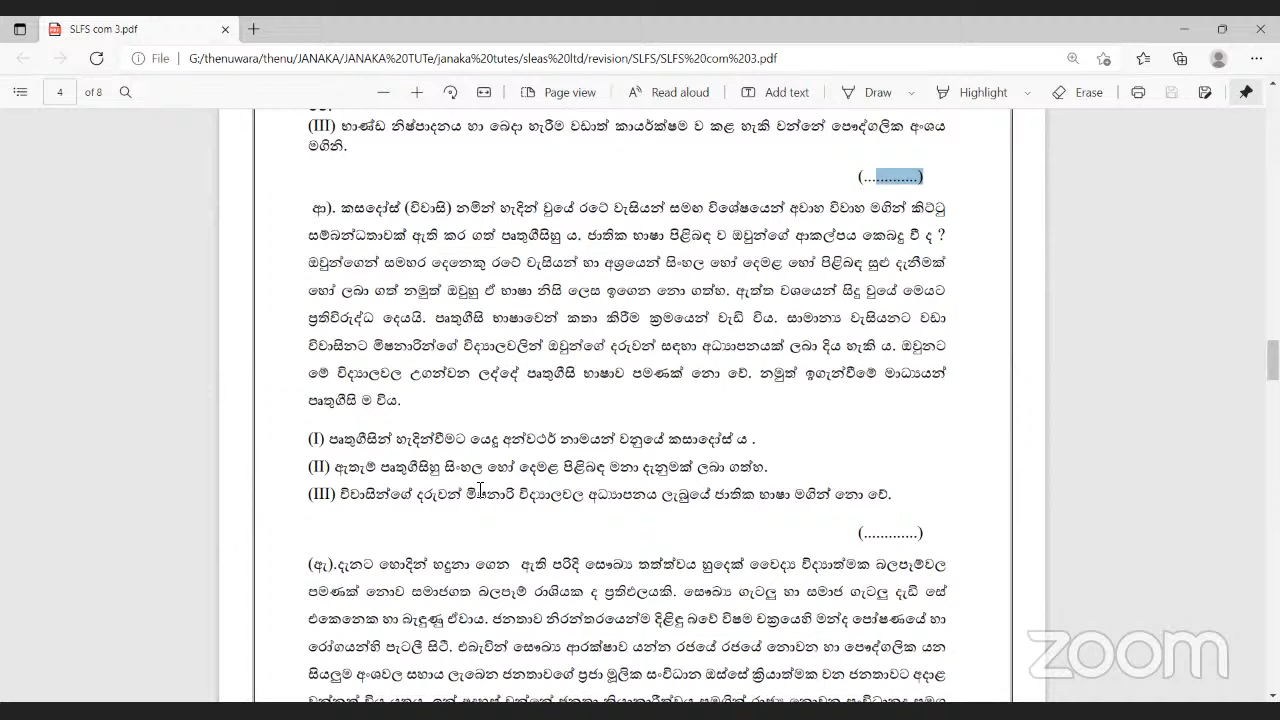 SLFS com 3.pdf
File G:/thenuwara/thenu/JANAKA/JANAKA%20TUTe/janaka%20tutes/sleas%20ltd/revision/SLFS/SLFS%20com%203.pdf
4 of 8 Page view Read aloud Add text Draw Highlight Erase
(III) භාණ්ඩ නිෂ්පාදනය හා බෙදා හැරීම වඩාත් කාර්යක්ෂම ව කළ හැකි වන්නේ පෞද්ගලික අංශය
මගිනි.
(.............)
ආ). කසදෝස් (විවාසි) නමින් හැදින් වුයේ රටේ වැසියන් සමඟ විශේෂයෙන් අවාහ විවාහ මගින් කිට්ටු
සම්බන්ධතාවක් ඇති කර ගත් පෘතුගීසිහු ය. ජාතික භාෂා පිළිබඳ ව ඔවුන්ගේ ආකල්පය කෙබදු වී ද ?
ඔවුන්ගෙන් සමහර දෙනෙකු රටේ වැසියන් හා අශ්‍රයෙන් සිංහල හෝ දෙමළ හෝ පිළිබඳ සුළු දැනීමක්
හෝ ලබා ගත් නමුත් ඔවුහු ඒ භාෂා නිසි ලෙස ඉගෙන නො ගත්හ. ඇත්ත වශයෙන් සිදු වුයේ මෙයට
ප්‍රතිවිරුද්ධ දෙයයි. පෘතුගීසි භාෂාවෙන් කතා කිරීම ක්‍රමයෙන් වැඩි විය. සාමාන්‍ය වැසියනට වඩා
විවාසිනට මිෂනාරින්ගේ විද්‍යාලවලින් ඔවුන්ගේ දරුවන් සඳහා අධ්‍යාපනයක් ලබා දිය හැකි ය. ඔවුනට
මේ විද්‍යාලවල උගන්වන ලද්දේ පෘතුගීසි භාෂාව පමණක් නො වේ. නමුත් ඉගැන්වීමේ මාධ්‍යයන්
පෘතුගීසි ම විය.
(I) පෘතුගීසින් හැදින්වීමට යෙදූ අන්වර්ථ නාමයන් වනුයේ කසාදෝස් ය .
(II) ඇතැම් පෘතුගීසිහු සිංහල හෝ දෙමළ පිළිබඳ මනා දැනුමක් ලබා ගත්හ.
(III) විවාසින්ගේ දරුවන් මිෂනාරි විද්‍යාලවල අධ්‍යාපනය ලැබුයේ ජාතික භාෂා මගින් නො වේ.
(.............)
(ඇ).දැනට හොදින් හදුනා ගෙන ඇති පරිදි සෞඛ්‍ය තත්ත්වය හුදෙක් වෛද්‍ය විද්‍යාත්මක බලපෑම්වල
පමණක් නොව සමාජගත බලපෑම් රාශියක ද ප්‍රතිඵලයකි. සෞඛ්‍ය ගැටලු හා සමාජ ගැටලු දැඩි සේ
එකෙනෙක හා බැඳුණු ඒවාය. ජනතාව නිරන්තරයෙන්ම දිළිඳු බවේ විෂම චක්‍රයෙහි මන්ද පෝෂණයේ හා
රෝගයන්හි පැටලී සිටී. එබැවින් සෞඛ්‍ය ආරක්ෂාව යන්න රජයේ රජයේ නොවන හා පෞද්ගලික යන
සියලුම අංශවල සහාය ලැබෙන ජනතාවගේ ප්‍රජා මූලික සංවිධාන ඔස්සේ ක්‍රියාත්මක වන ජනතාවට අදාළ
zoom